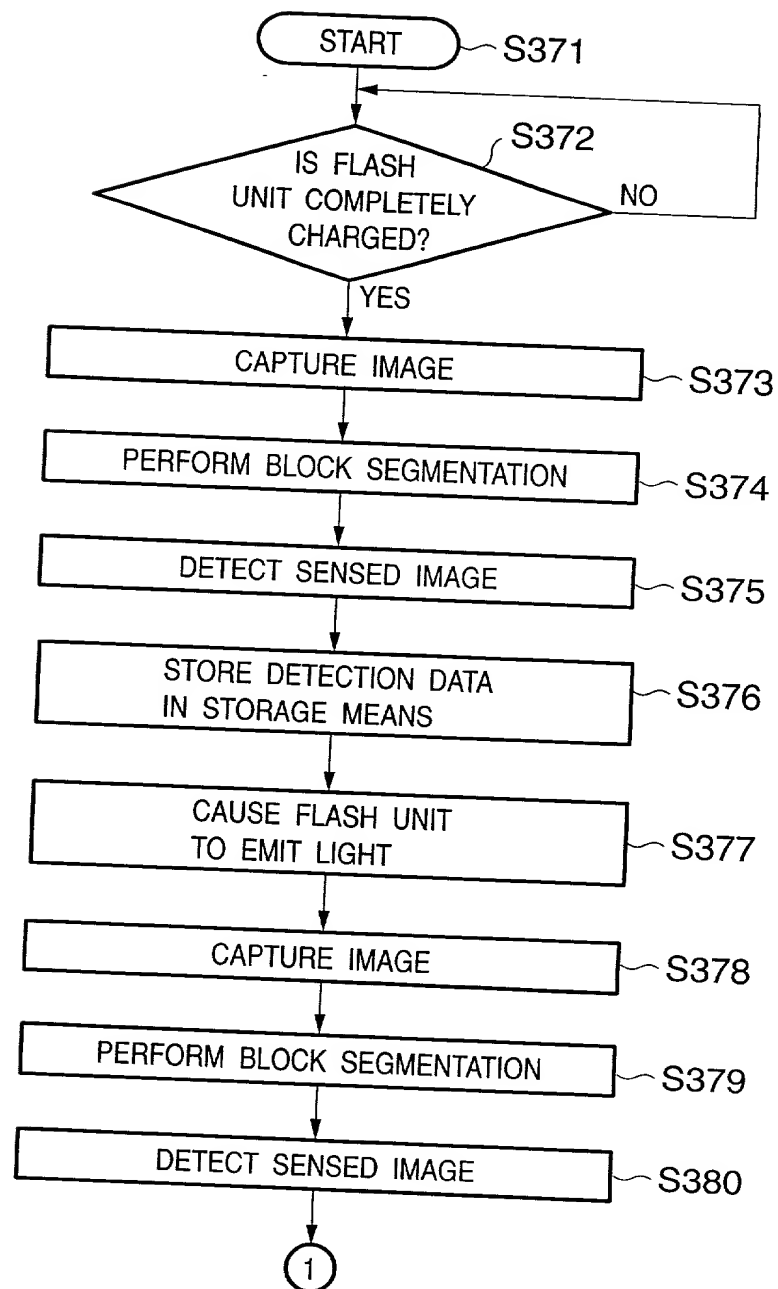 START
S371
S372
IS FLASH
UNIT COMPLETELY
CHARGED?
NO
YES
CAPTURE IMAGE
S373
PERFORM BLOCK SEGMENTATION
S374
DETECT SENSED IMAGE
S375
STORE DETECTION DATA
IN STORAGE MEANS
S376
CAUSE FLASH UNIT
TO EMIT LIGHT
S377
CAPTURE IMAGE
S378
PERFORM BLOCK SEGMENTATION
S379
DETECT SENSED IMAGE
S380
1